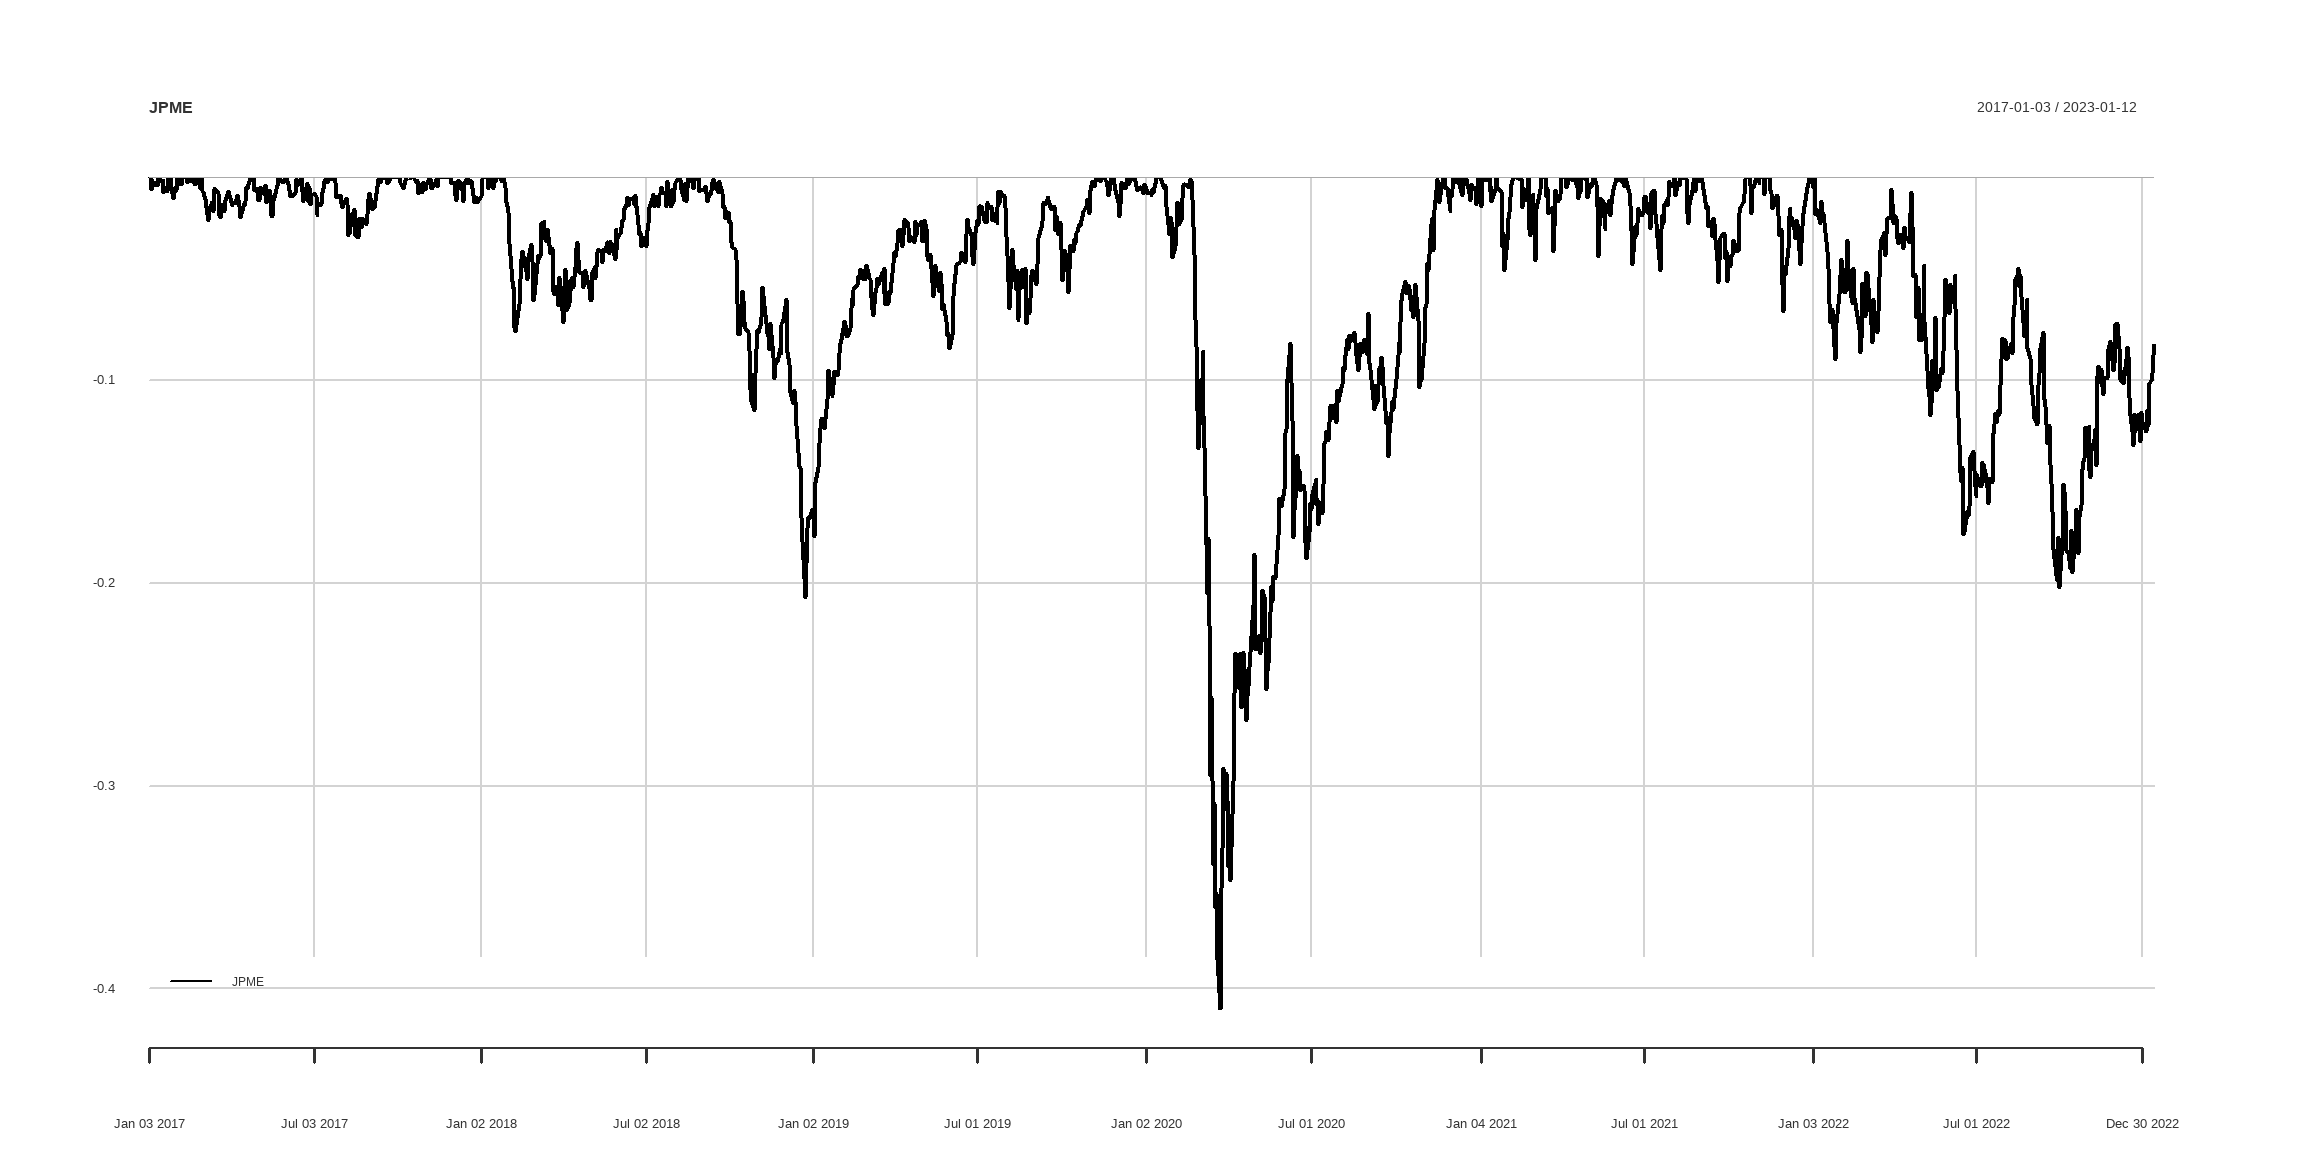 JPME
2017-01-03 / 2023-01-12
-0.1
-0.2
-0.3
-0.4
JPME
Jan 03 2017
Jul 03 2017
Jan 02 2018
Jul 02 2018
Jan 02 2019
Jul 01 2019
Jan 02 2020
Jul 01 2020
Jan 04 2021
Jul 01 2021
Jan 03 2022
Jul 01 2022
Dec 30 2022